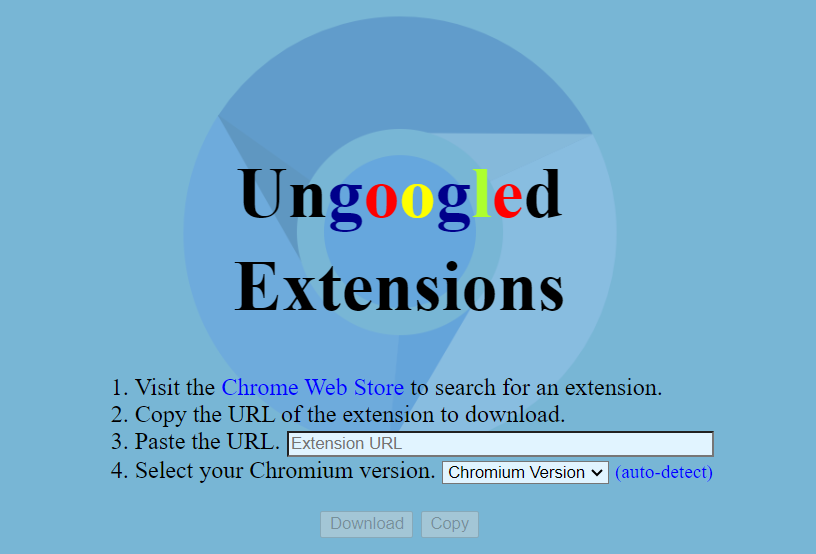 Ungoogled
Extensions
1. Visit the Chrome Web Store to search for an extension.
2. Copy the URL of the extension to download.
3. Paste the URL. Extension URL
4. Select your Chromium version. Chromium Version (auto-detect)
Download Copy